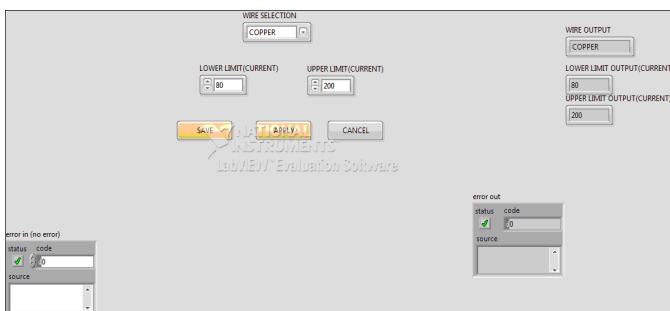 WIRE SELECTION
COPPER
LOWER LIMIT(CURRENT)
80
UPPER LIMIT(CURRENT)
200
SAVE
APPLY
CANCEL
NATIONAL
INSTRUMENTS
LabVIEW™ Evaluation Software
WIRE OUTPUT
COPPER
LOWER LIMIT OUTPUT(CURRENT
80
UPPER LIMIT OUTPUT(CURRENT)
200
error out
status code
0
source
error in (no error)
status code
0
source